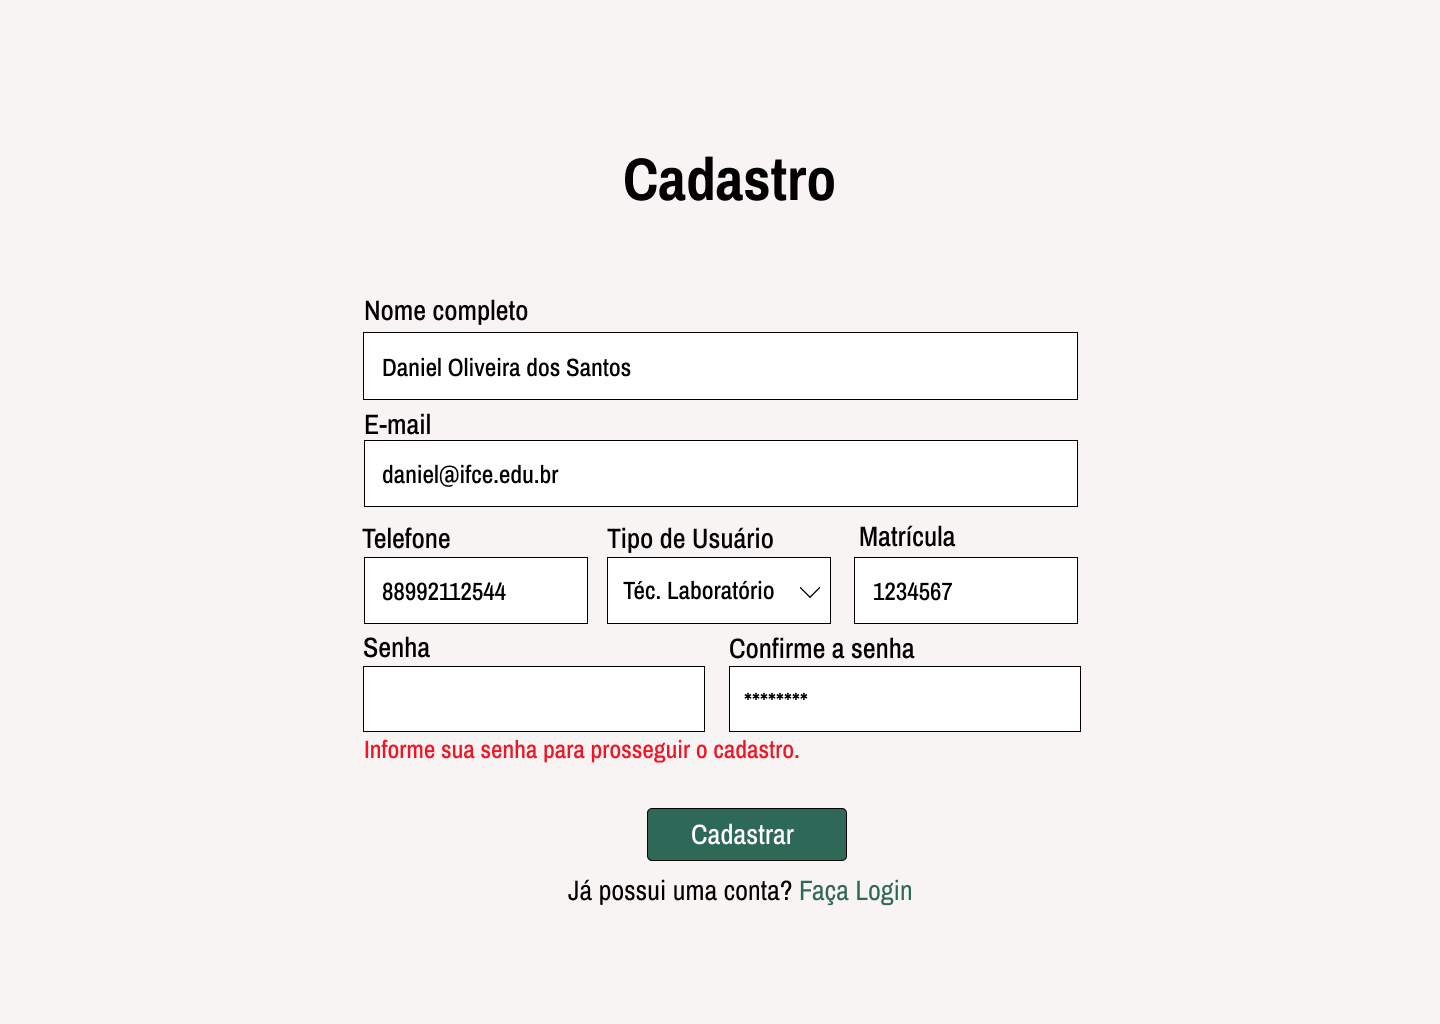 Cadastro
Nome completo
Daniel Oliveira dos Santos
E-mail
daniel@ifce.edu.br
Telefone Tipo de Usuário Matrícula
88992112544 Téc. Laboratório 1234567
Senha Confirme a senha
********
Informe sua senha para prosseguir o cadastro.
Cadastrar
Já possui uma conta? Faça Login